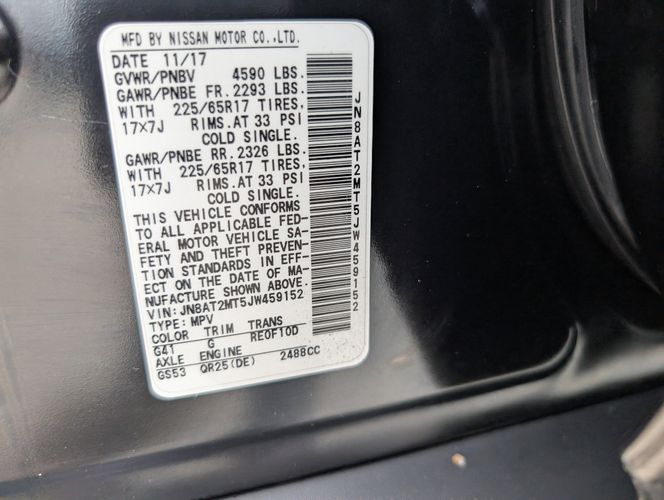 MFD BY NISSAN MOTOR CO.,LTD.
DATE 11/17
GVWR/PNBV 4590 LBS.
GAWR/PNBE FR. 2293 LBS.
WITH 225/65R17 TIRES,
17X7J RIMS.AT 33 PSI
COLD SINGLE.
GAWR/PNBE RR. 2326 LBS.
WITH 225/65R17 TIRES,
17X7J RIMS.AT 33 PSI
COLD SINGLE.
THIS VEHICLE CONFORMS
TO ALL APPLICABLE FED-
ERAL MOTOR VEHICLE SA-
FETY AND THEFT PREVEN-
TION STANDARDS IN EFF-
ECT ON THE DATE OF MA-
NUFACTURE SHOWN ABOVE.
VIN: JN8AT2MT5JW459152
TYPE: MPV
COLOR TRIM TRANS
G41 G RE0F10D
AXLE ENGINE
GS53 QR25(DE) 2488CC
JN8AT2MT5JW459152